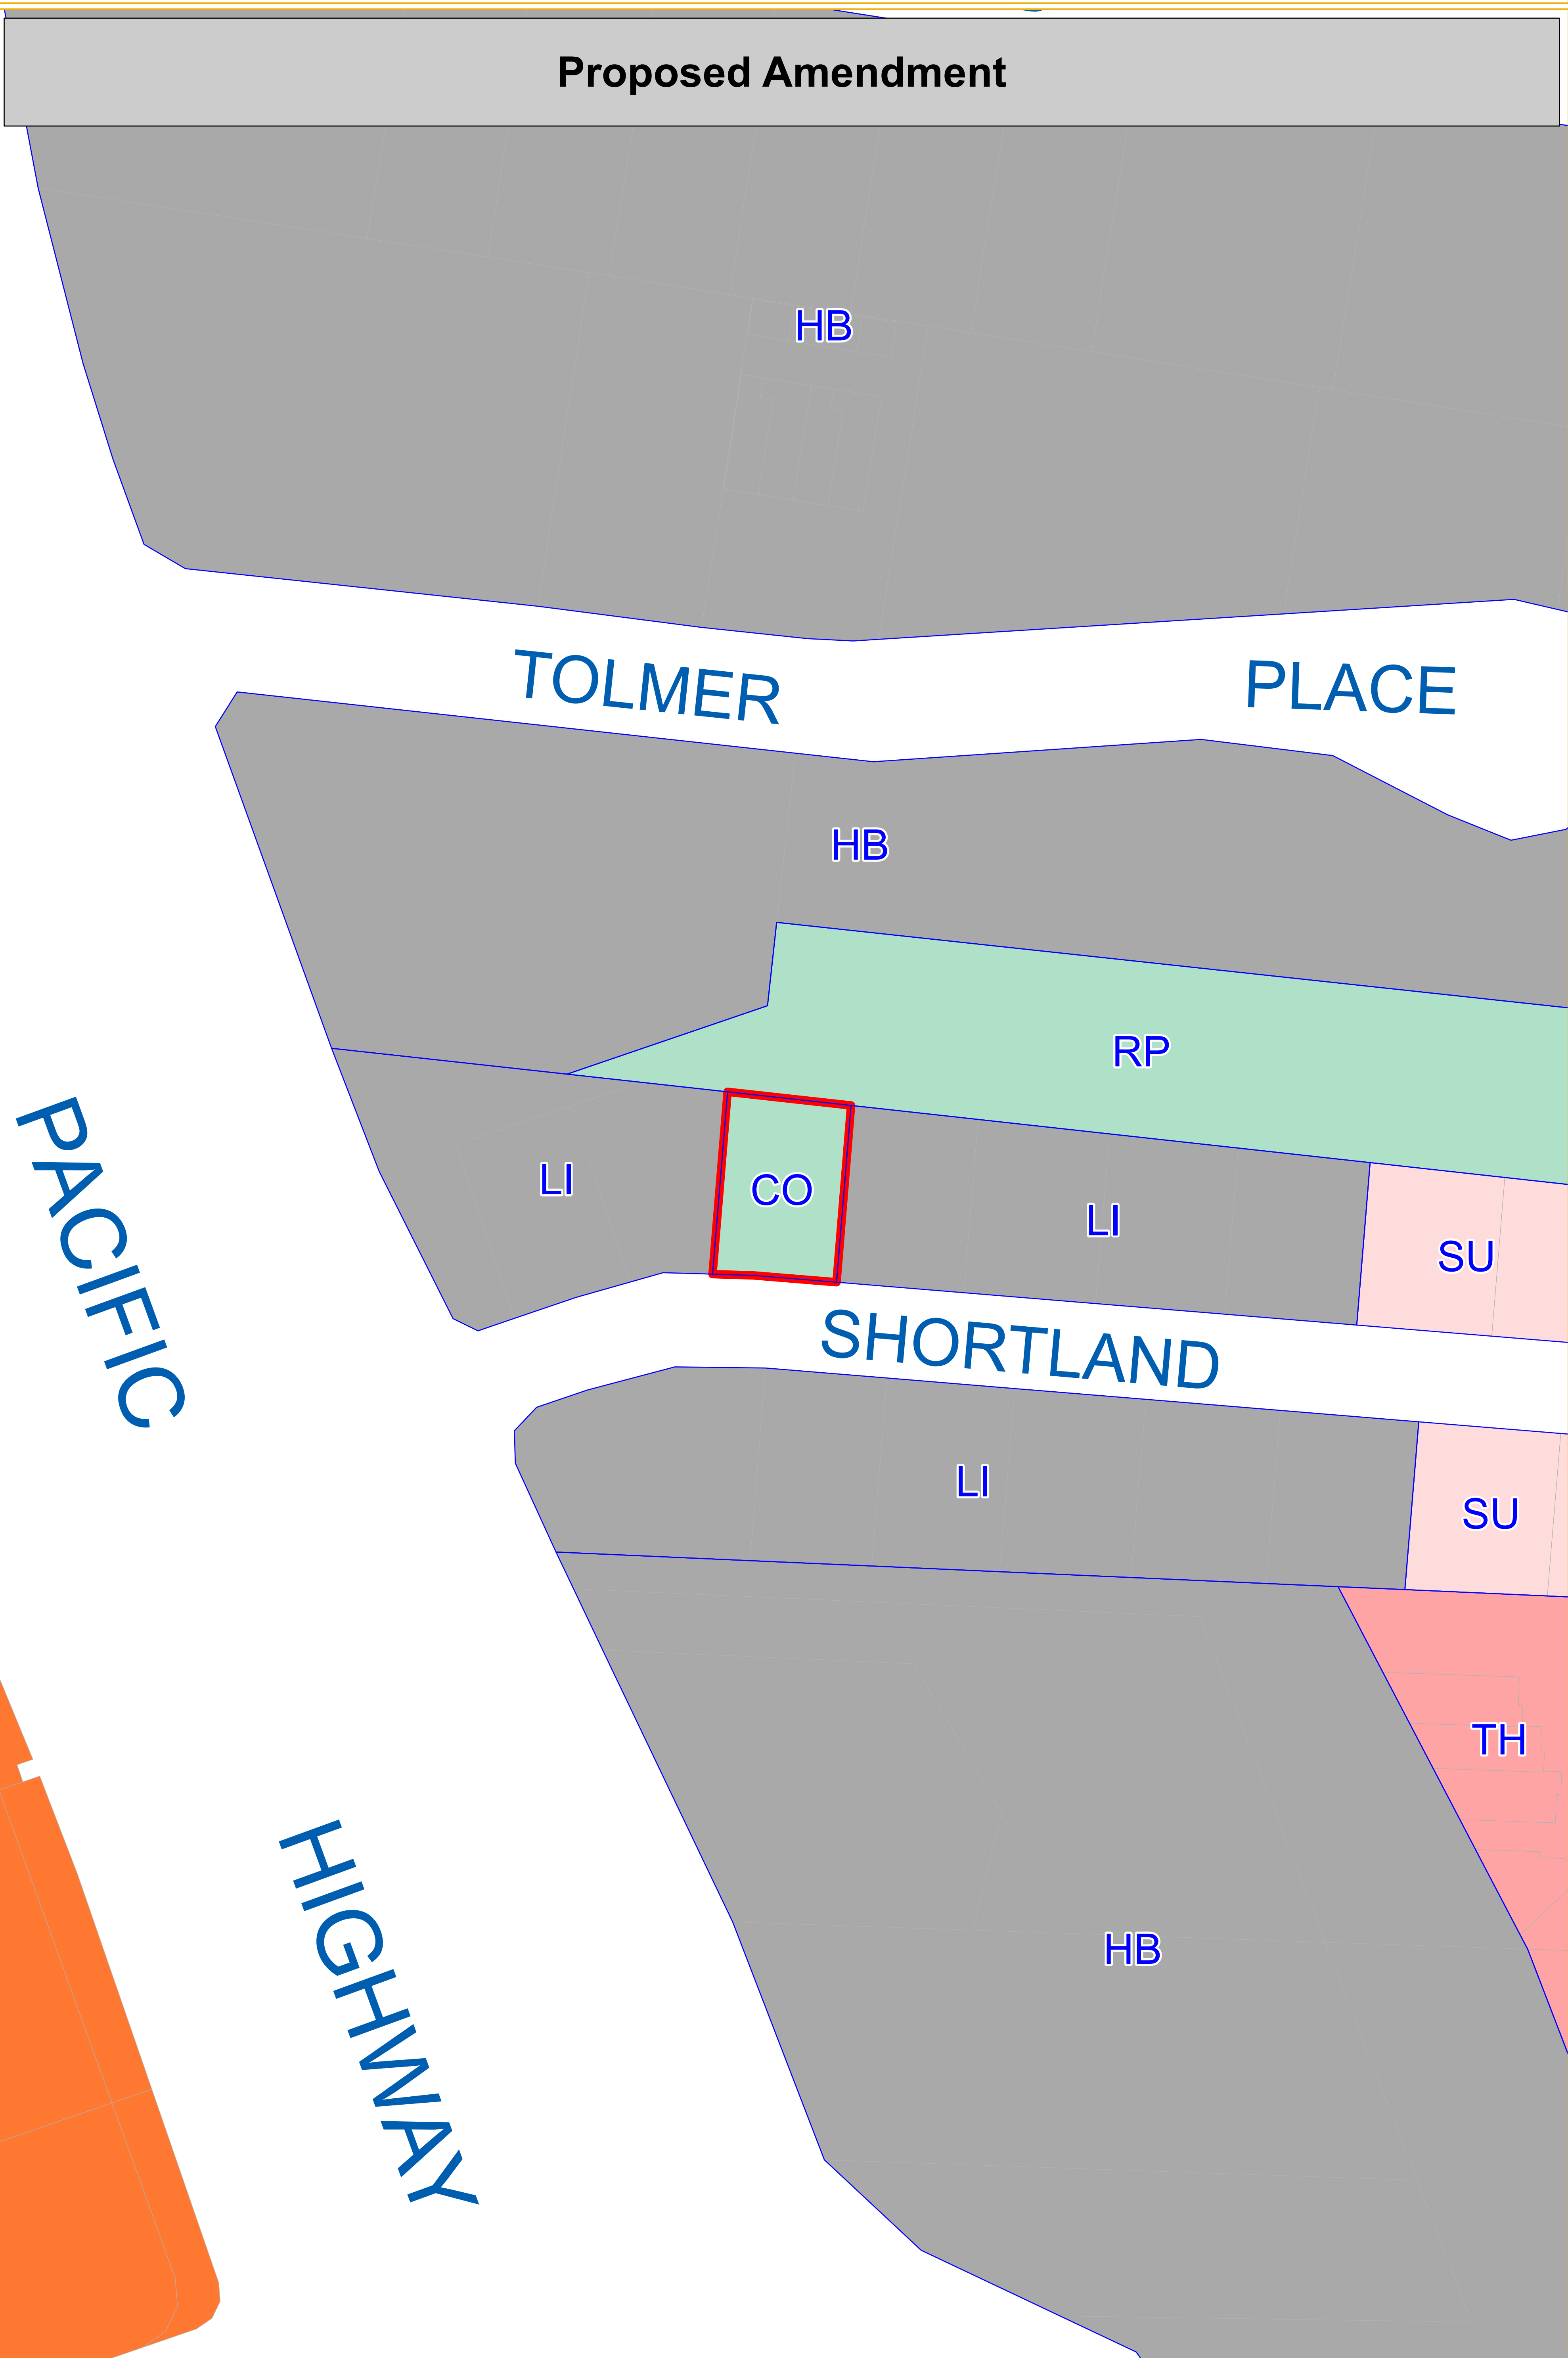 Proposed Amendment
HB
TOLMER PLACE
HB
RP
PACIFIC
LI
CO
LI
SU
SHORTLAND
LI
SU
TH
HIGHWAY
HB